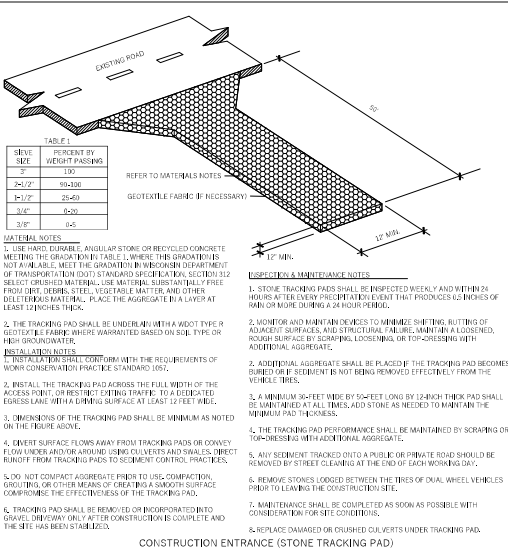 EXISTING ROAD
50'
12' MIN.
12" MIN.
REFER TO MATERIALS NOTES
GEOTEXTILE FABRIC (IF NECESSARY)
TABLE 1
SIEVE SIZE PERCENT BY WEIGHT PASSING
3" 100
2-1/2" 90-100
1-1/2" 25-60
3/4" 0-20
3/8" 0-5
MATERIAL NOTES
1. USE HARD, DURABLE, ANGULAR STONE OR RECYCLED CONCRETE
MEETING THE GRADATION IN TABLE 1. WHERE THIS GRADATION IS
NOT AVAILABLE, MEET THE GRADATION IN WISCONSIN DEPARTMENT
OF TRANSPORTATION (DOT) STANDARD SPECIFICATION, SECTION 312
SELECT CRUSHED MATERIAL. USE MATERIAL SUBSTANTIALLY FREE
FROM DIRT, DEBRIS, STEEL, VEGETABLE MATTER, AND OTHER
DELETERIOUS MATERIAL. PLACE THE AGGREGATE IN A LAYER AT
LEAST 12 INCHES THICK.
2. THE TRACKING PAD SHALL BE UNDERLAIN WITH A WDOT TYPE R
GEOTEXTILE FABRIC WHERE WARRANTED BASED ON SOIL TYPE OR
HIGH GROUNDWATER.
INSTALLATION NOTES
1. INSTALLATION SHALL CONFORM WITH THE REQUIREMENTS OF
WDNR CONSERVATION PRACTICE STANDARD 1057.
2. INSTALL THE TRACKING PAD ACROSS THE FULL WIDTH OF THE
ACCESS POINT, OR RESTRICT EXITING TRAFFIC TO A DEDICATED
EGRESS LANE WITH A DRIVING SURFACE AT LEAST 12 FEET WIDE.
3. DIMENSIONS OF THE TRACKING PAD SHALL BE MINIMUM AS NOTED
ON THE FIGURE ABOVE.
4. DIVERT SURFACE FLOWS AWAY FROM TRACKING PADS OR CONVEY
FLOW UNDER AND/OR AROUND USING CULVERTS AND SWALES. DIRECT
RUNOFF FROM TRACKING PADS TO SEDIMENT CONTROL PRACTICES.
5. DO NOT COMPACT AGGREGATE PRIOR TO USE. COMPACTION,
GROUTING, OR OTHER MEANS OF CREATING A SMOOTH SURFACE
COMPROMISE THE EFFECTIVENESS OF THE TRACKING PAD.
6. TRACKING PAD SHALL BE REMOVED OR INCORPORATED INTO
GRAVEL DRIVEWAY ONLY AFTER CONSTRUCTION IS COMPLETE AND
THE SITE HAS BEEN STABILIZED.
INSPECTION & MAINTENANCE NOTES
1. STONE TRACKING PADS SHALL BE INSPECTED WEEKLY AND WITHIN 24
HOURS AFTER EVERY PRECIPITATION EVENT THAT PRODUCES 0.5 INCHES OF
RAIN OR MORE DURING A 24 HOUR PERIOD.
2. MONITOR AND MAINTAIN DEVICES TO MINIMIZE SHIFTING, RUTTING OF
ADJACENT SURFACES, AND STRUCTURAL FAILURE. MAINTAIN A LOOSENED,
ROUGH SURFACE BY SCRAPING, LOOSENING, OR TOP-DRESSING WITH
ADDITIONAL AGGREGATE.
2. ADDITIONAL AGGREGATE SHALL BE PLACED IF THE TRACKING PAD BECOMES
BURIED OR IF SEDIMENT IS NOT BEING REMOVED EFFECTIVELY FROM THE
VEHICLE TIRES.
3. A MINIMUM 30-FEET WIDE BY 50-FEET LONG BY 12-INCH THICK PAD SHALL
BE MAINTAINED AT ALL TIMES. ADD STONE AS NEEDED TO MAINTAIN THE
MINIMUM PAD THICKNESS.
4. THE TRACKING PAD PERFORMANCE SHALL BE MAINTAINED BY SCRAPING OR
TOP-DRESSING WITH ADDITIONAL AGGREGATE.
5. ANY SEDIMENT TRACKED ONTO A PUBLIC OR PRIVATE ROAD SHOULD BE
REMOVED BY STREET CLEANING AT THE END OF EACH WORKING DAY.
6. REMOVE STONES LODGED BETWEEN THE TIRES OF DUAL WHEEL VEHICLES
PRIOR TO LEAVING THE CONSTRUCTION SITE.
7. MAINTENANCE SHALL BE COMPLETED AS SOON AS POSSIBLE WITH
CONSIDERATION FOR SITE CONDITIONS.
8. REPLACE DAMAGED OR CRUSHED CULVERTS UNDER TRACKING PAD.
CONSTRUCTION ENTRANCE (STONE TRACKING PAD)